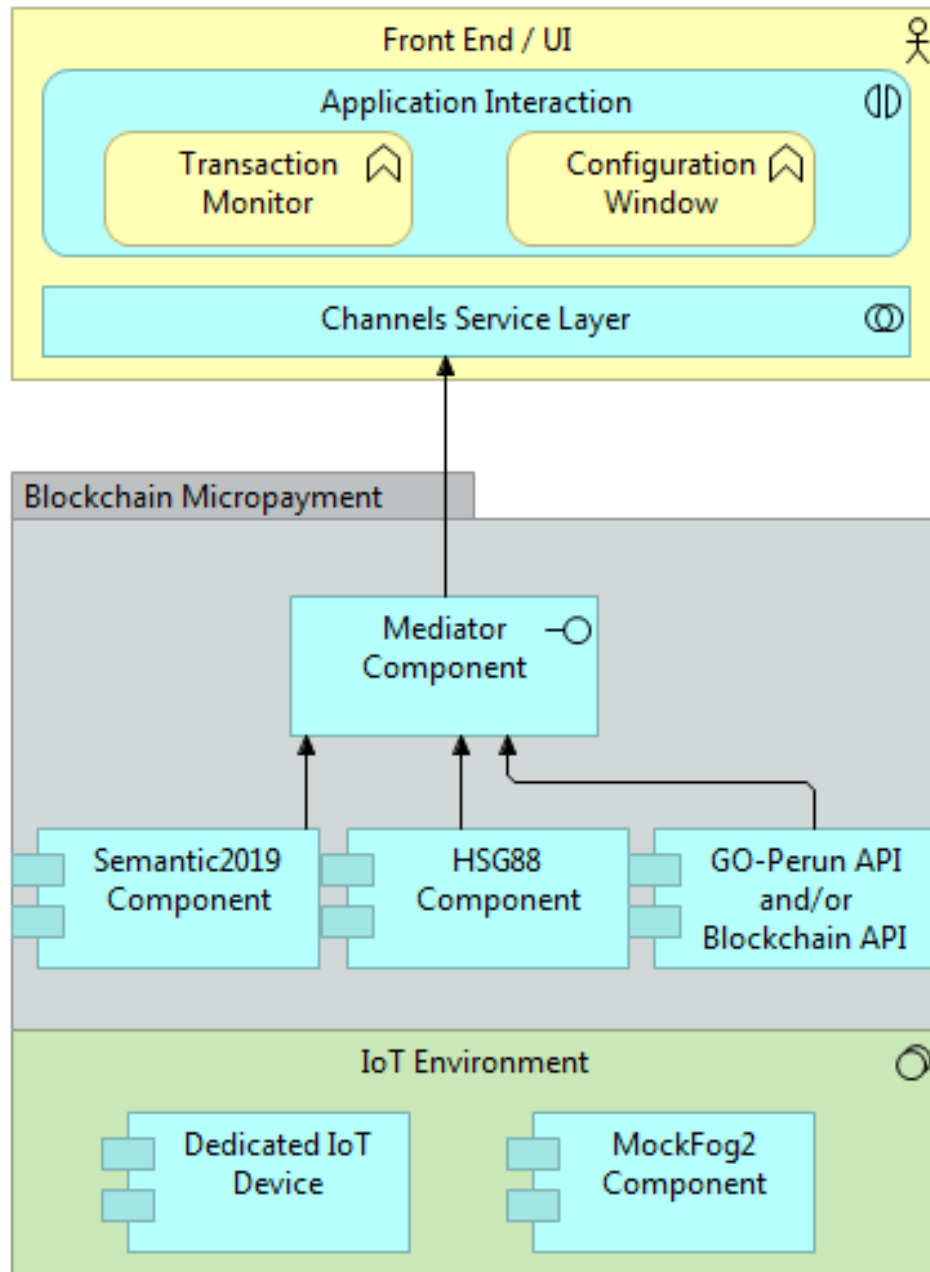 Front End / UI
Application Interaction
Transaction
Monitor
Configuration
Window
Channels Service Layer
Blockchain Micropayment
Mediator
Component
Semantic2019
Component
HSG88
Component
GO-Perun API
and/or
Blockchain API
IoT Environment
Dedicated IoT
Device
MockFog2
Component